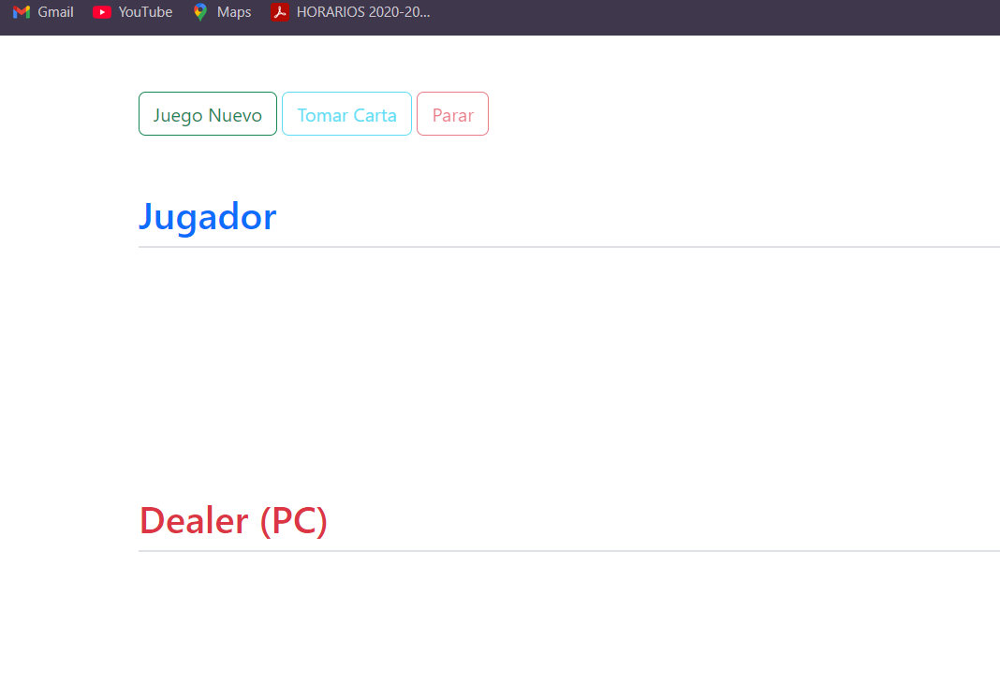 Gmail YouTube Maps HORARIOS 2020-20...
Juego Nuevo Tomar Carta Parar
Jugador
Dealer (PC)